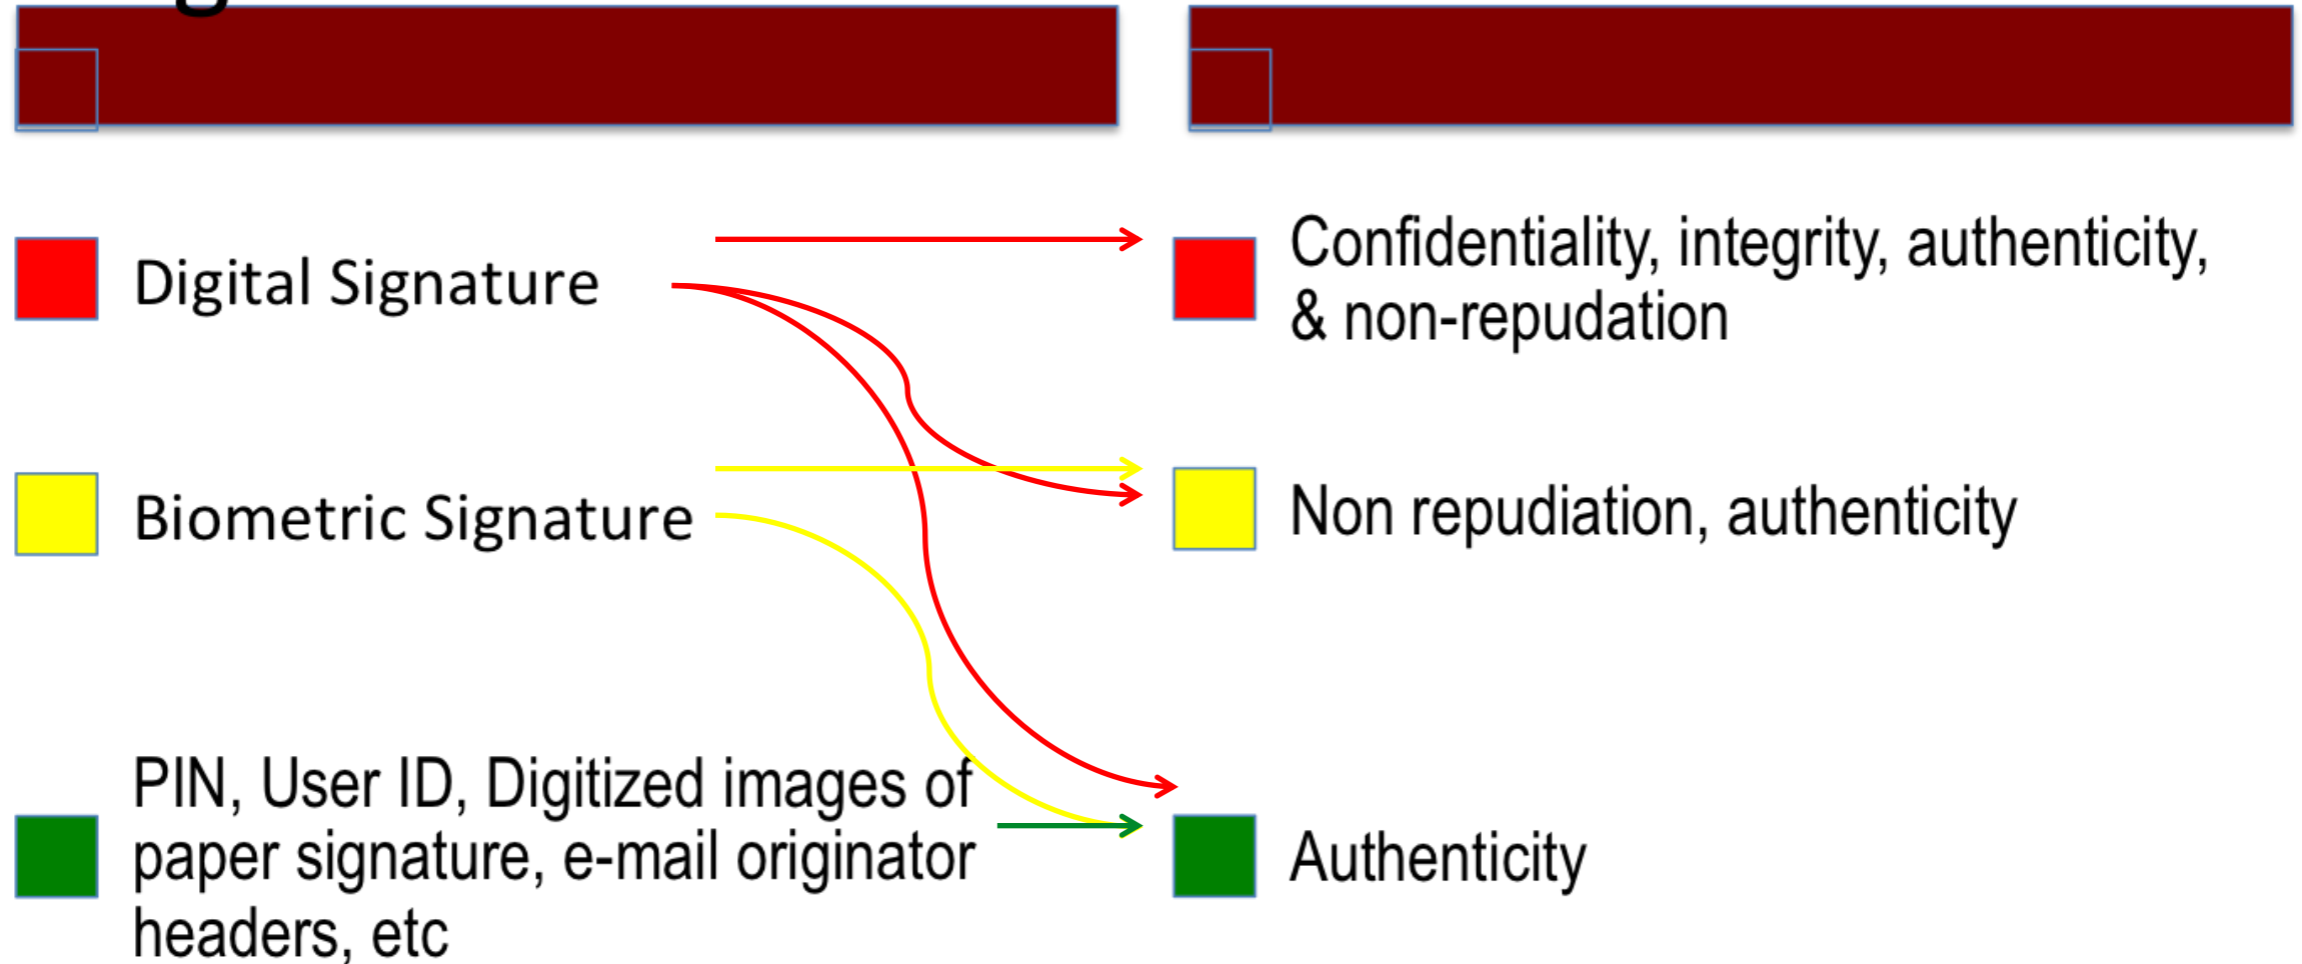 Digital Signature
Confidentiality, integrity, authenticity,
& non-repudation
Biometric Signature
Non repudiation, authenticity
PIN, User ID, Digitized images of
paper signature, e-mail originator
headers, etc
Authenticity